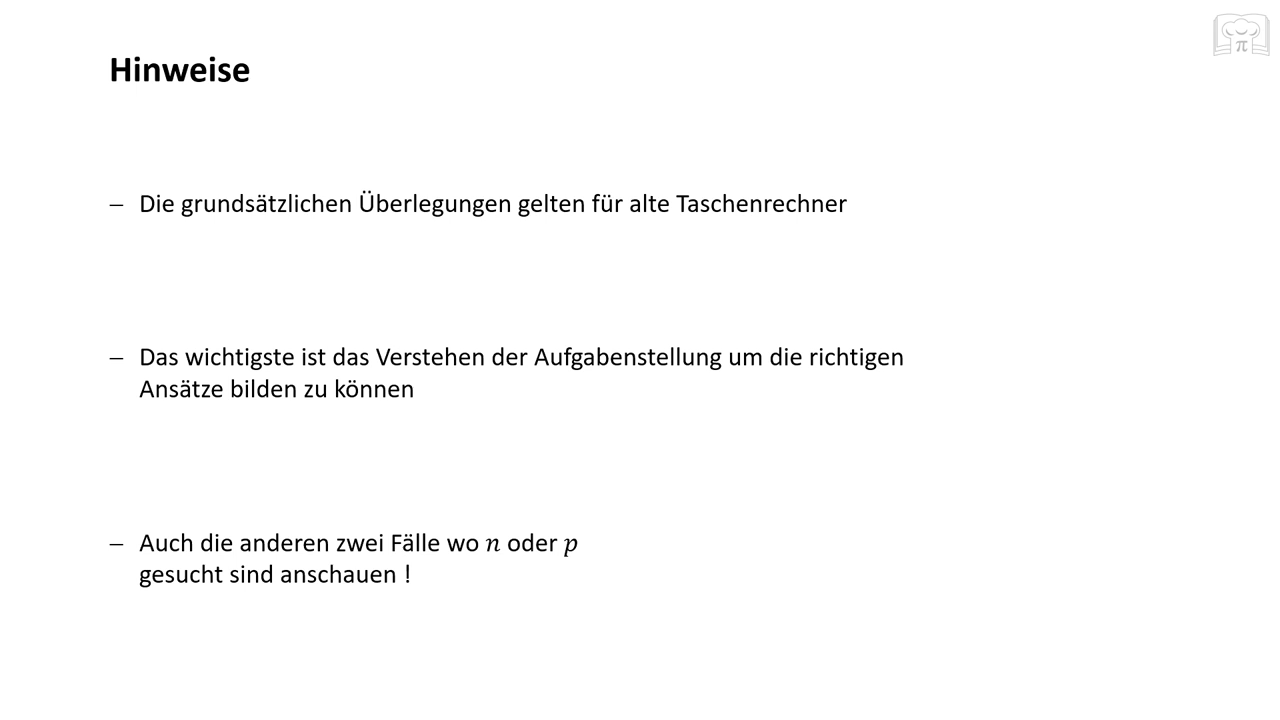 Hinweise
– Die grundsätzlichen Überlegungen gelten für alte Taschenrechner
– Das wichtigste ist das Verstehen der Aufgabenstellung um die richtigen
Ansätze bilden zu können
– Auch die anderen zwei Fälle wo n oder p
gesucht sind anschauen !
π